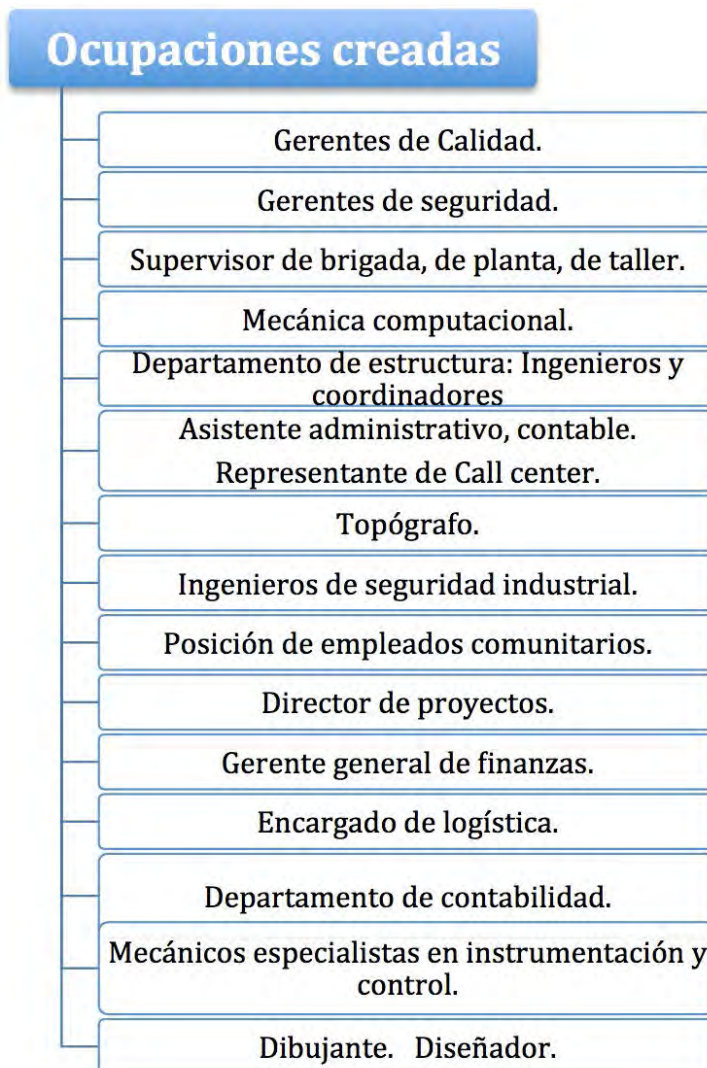 Ocupaciones creadas
Gerentes de Calidad.
Gerentes de seguridad.
Supervisor de brigada, de planta, de taller.
Mecánica computacional.
Departamento de estructura: Ingenieros y
coordinadores
Asistente administrativo, contable.
Representante de Call center.
Topógrafo.
Ingenieros de seguridad industrial.
Posición de empleados comunitarios.
Director de proyectos.
Gerente general de finanzas.
Encargado de logística.
Departamento de contabilidad.
Mecánicos especialistas en instrumentación y
control.
Dibujante. Diseñador.